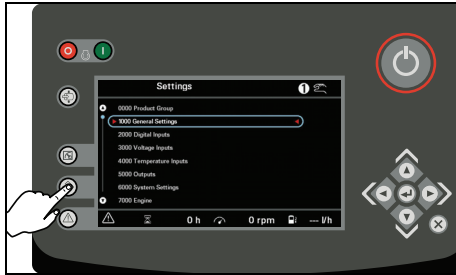 Settings
1
0000 Product Group
1000 General Settings
2000 Digital Inputs
3000 Voltage Inputs
4000 Temperature Inputs
5000 Outputs
6000 System Settings
7000 Engine
0 h 0 rpm --- l/h